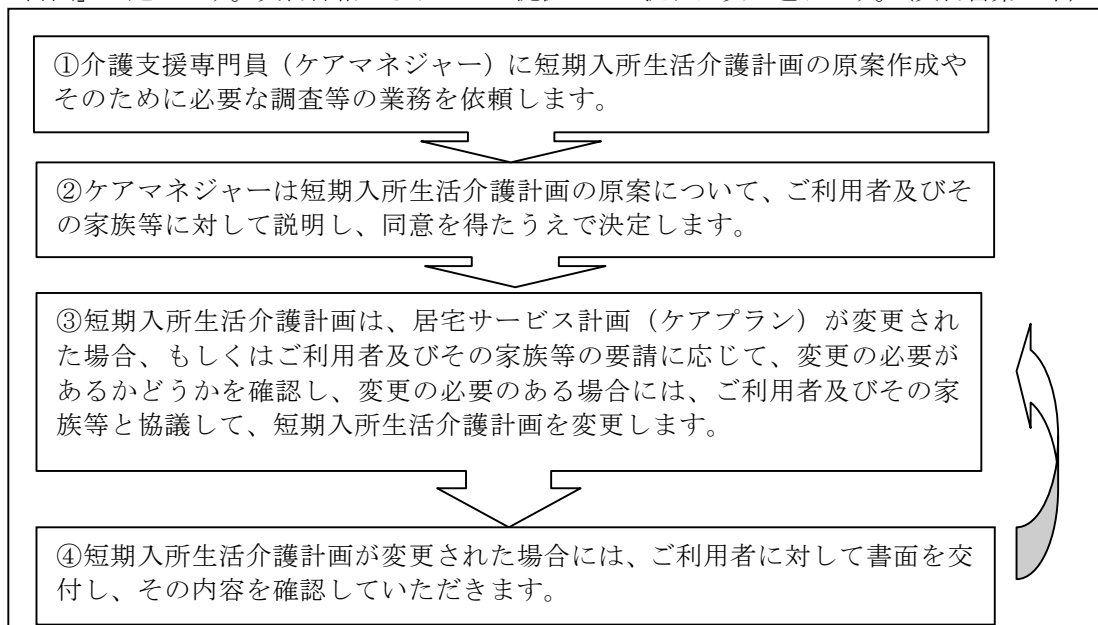 ①介護支援専門員（ケアマネジャー）に短期入所生活介護計画の原案作成や
そのために必要な調査等の業務を依頼します。
②ケアマネジャーは短期入所生活介護計画の原案について、ご利用者及びそ
の家族等に対して説明し、同意を得たうえで決定します。
③短期入所生活介護計画は、居宅サービス計画（ケアプラン）が変更され
た場合、もしくはご利用者及びその家族等の要請に応じて、変更の必要が
あるかどうかを確認し、変更の必要のある場合には、ご利用者及びその家
族等と協議して、短期入所生活介護計画を変更します。
④短期入所生活介護計画が変更された場合には、ご利用者に対して書面を交
付し、その内容を確認していただきます。